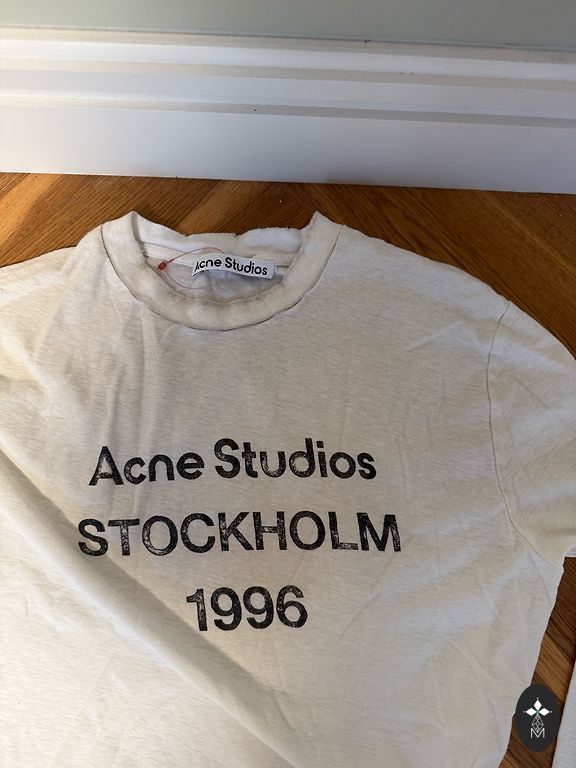 Acne Studios
Acne Studios
STOCKHOLM
1996
M